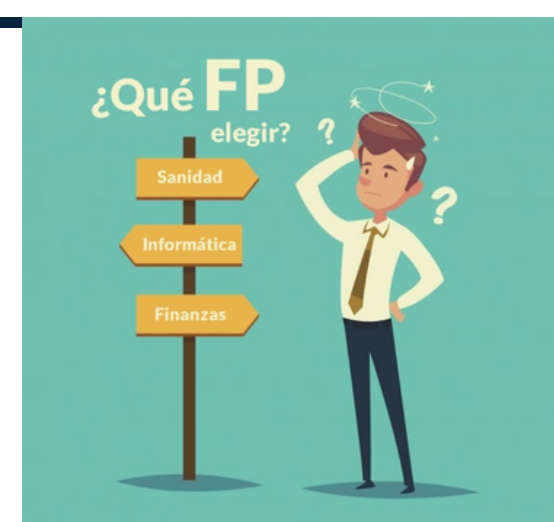 ¿Qué FP
elegir?
?
?
Sanidad
Informática
Finanzas